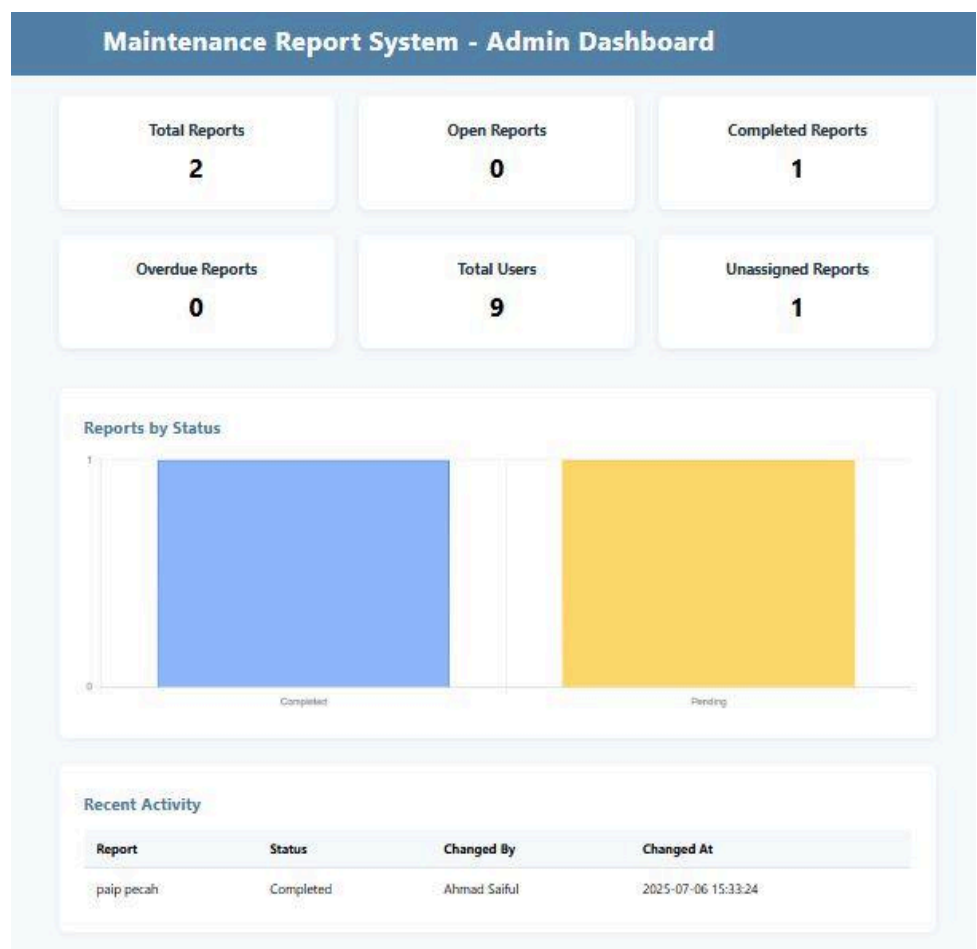 Maintenance Report System - Admin Dashboard
Total Reports
2
Open Reports
0
Completed Reports
1
Overdue Reports
0
Total Users
9
Unassigned Reports
1
Reports by Status
1
0
Completed
Pending
Recent Activity
Report Status Changed By Changed At
paip pecah Completed Ahmad Saiful 2025-07-06 15:33:24